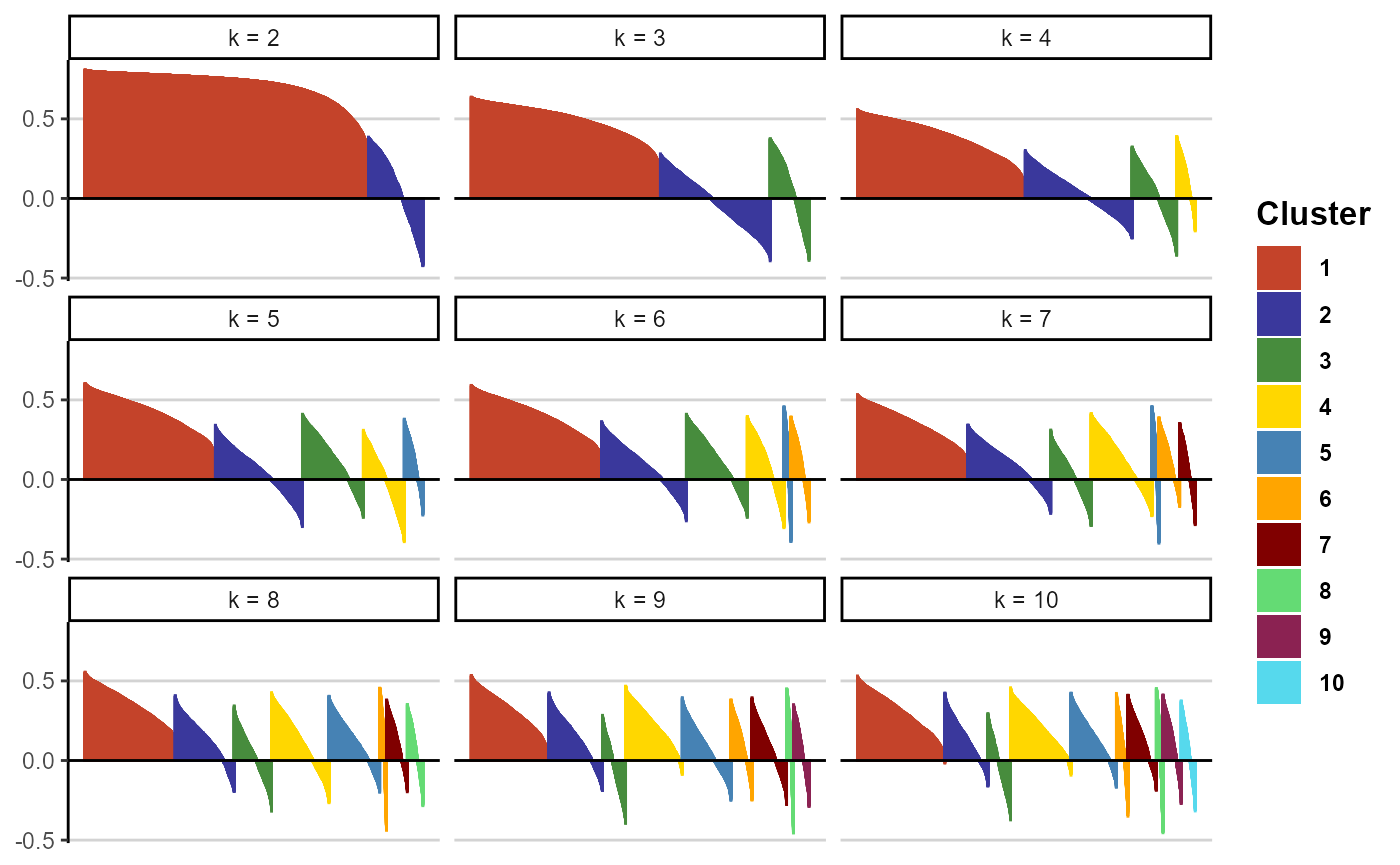 k = 2
k = 3
k = 4
0.5
0.0
-0.5
k = 5
k = 6
k = 7
0.5
0.0
-0.5
k = 8
k = 9
k = 10
0.5
0.0
-0.5
Cluster
1
2
3
4
5
6
7
8
9
10